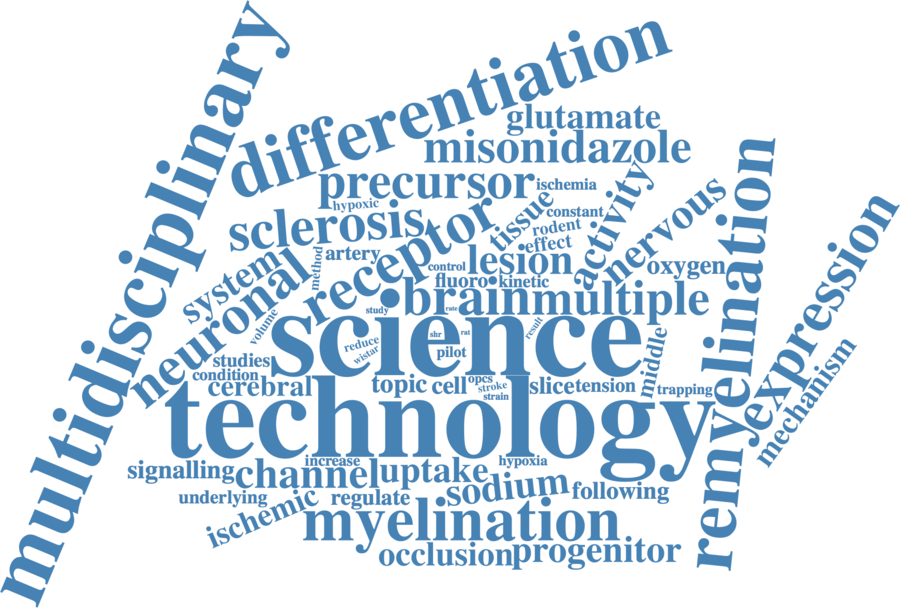 multidisciplinary
differentiation
glutamate
misonidazole
precursor
ischemia
hypoxic
sclerosis
receptor
tissue
constant
rodent
effect
activity
nervous
system
method
artery
control
lesion
oxygen
fluoro
kinetic
neuronal
volume
study
brain
rate
multiple
science
result
reduce
wistar
shr
rat
pilot
middle
remyelination
expression
mechanism
studies
condition
cerebral
topic
cell
opcs
stroke
strain
slice
tension
trapping
technology
signalling
increase
channel
uptake
hypoxia
underlying
ischemic
regulate
sodium
following
myelination
occlusion
progenitor